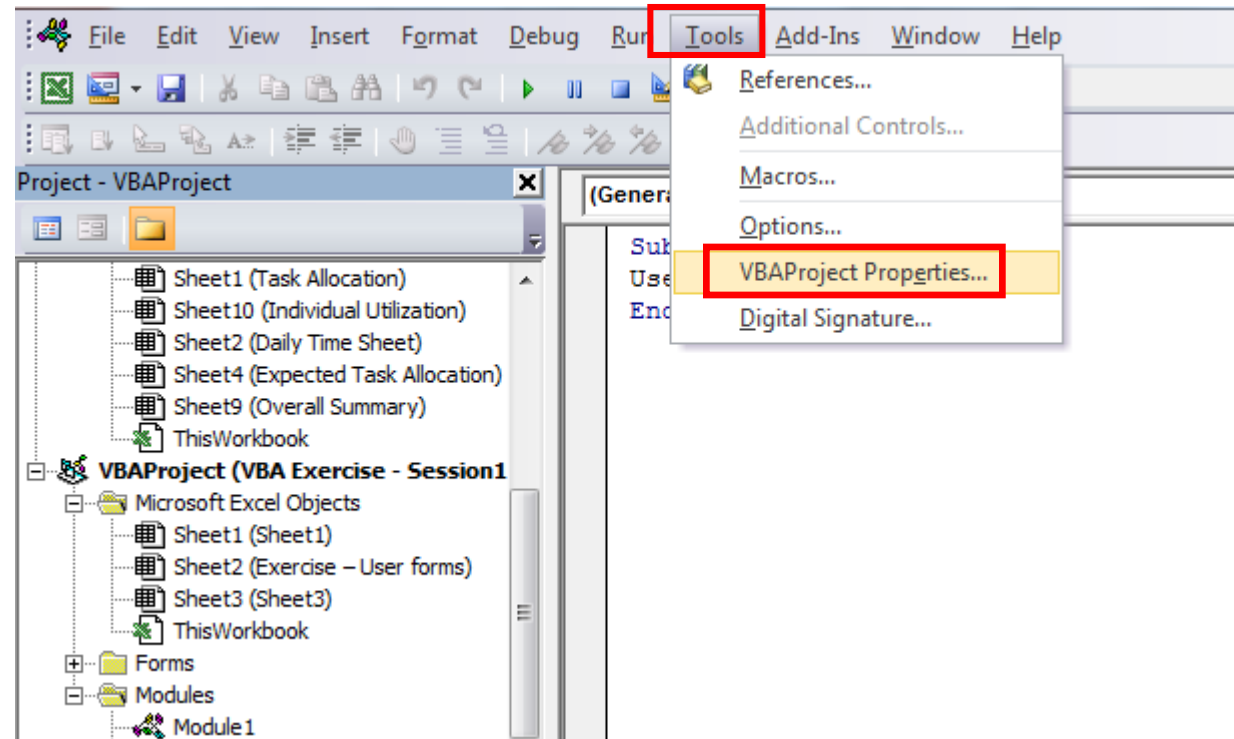 File Edit View Insert Format Debug Run Tools Add-Ins Window Help
References...
Additional Controls...
Macros...
Options...
VBAProject Properties...
Digital Signature...
Project - VBAProject
(Genera
Sub
Use
End
Sheet1 (Task Allocation)
Sheet10 (Individual Utilization)
Sheet2 (Daily Time Sheet)
Sheet4 (Expected Task Allocation)
Sheet9 (Overall Summary)
ThisWorkbook
VBAProject (VBA Exercise - Session1
Microsoft Excel Objects
Sheet1 (Sheet1)
Sheet2 (Exercise – User forms)
Sheet3 (Sheet3)
ThisWorkbook
Forms
Modules
Module1